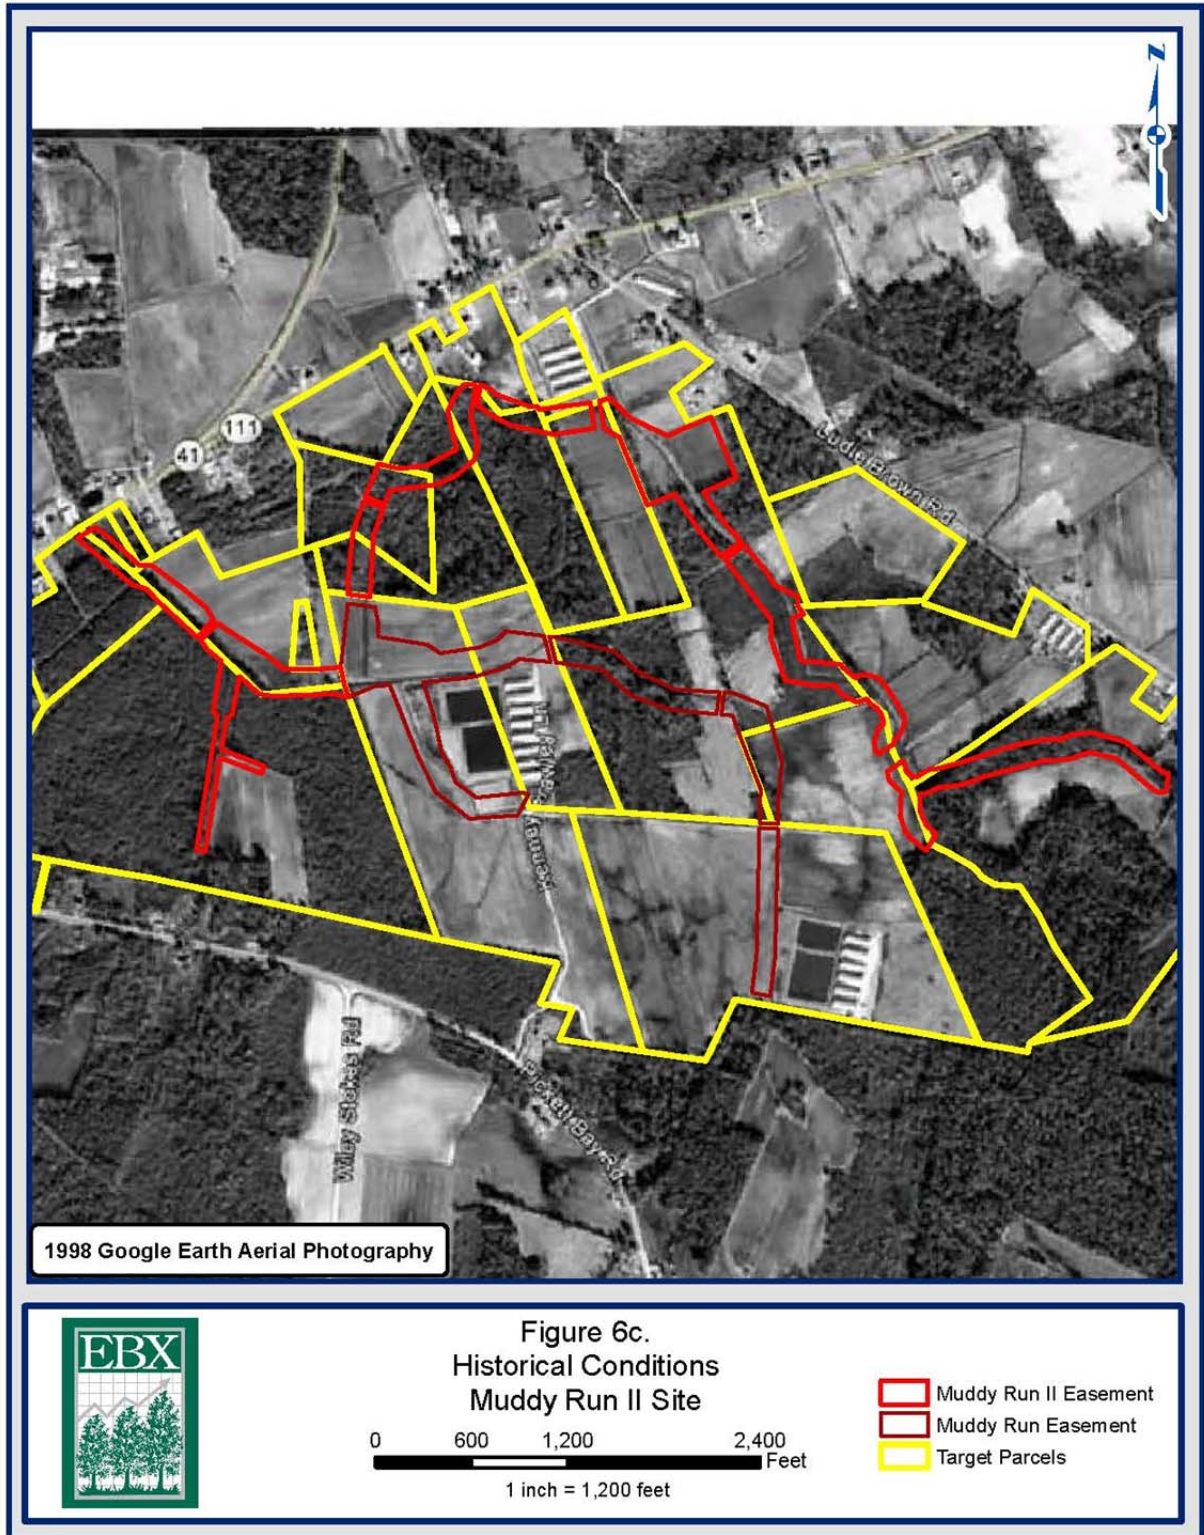 Z
111
41
Lodie Brown Rd
Wiley Stokes Rd
Pickett Bay Rd
1998 Google Earth Aerial Photography
EBX
Figure 6c.
Historical Conditions
Muddy Run II Site
0 600 1,200 2,400
Feet
1 inch = 1,200 feet
Muddy Run II Easement
Muddy Run Easement
Target Parcels